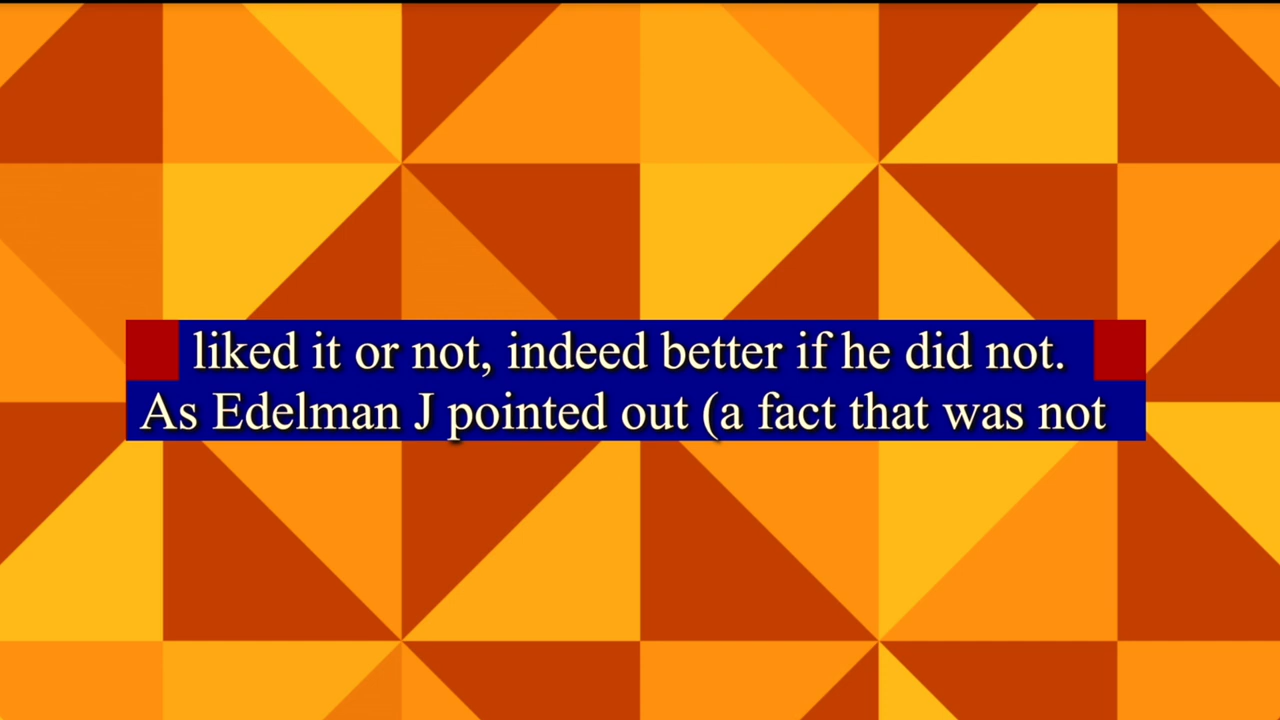 liked it or not, indeed better if he did not.
As Edelman J pointed out (a fact that was not